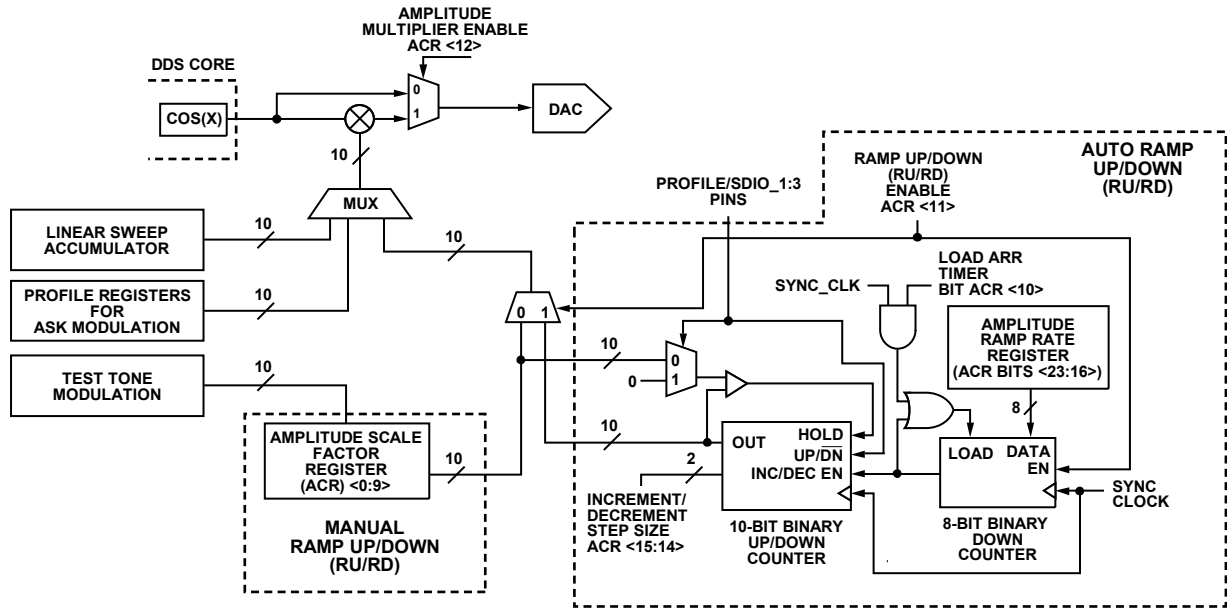 AMPLITUDE
MULTIPLIER ENABLE
ACR <12>
DDS CORE
COS(X)
0
1
DAC
10
MUX
LINEAR SWEEP
ACCUMULATOR
10
PROFILE REGISTERS
FOR
ASK MODULATION
10
TEST TONE
MODULATION
10
10
0 1
AMPLITUDE SCALE
FACTOR
REGISTER
(ACR) <0:9>
10
MANUAL
RAMP UP/DOWN
(RU/RD)
PROFILE/SDIO_1:3
PINS
RAMP UP/DOWN
(RU/RD)
ENABLE
ACR <11>
AUTO RAMP
UP/DOWN
(RU/RD)
SYNC_CLK
LOAD ARR
TIMER
BIT ACR <10>
AMPLITUDE
RAMP RATE
REGISTER
(ACR BITS <23:16>)
8
10
0
0
1
10
OUT
HOLD
UP/D̅N̅
INC/DEC EN
2
INCREMENT/
DECREMENT
STEP SIZE
ACR <15:14>
10-BIT BINARY
UP/DOWN
COUNTER
LOAD
DATA
EN
SYNC
CLOCK
8-BIT BINARY
DOWN
COUNTER